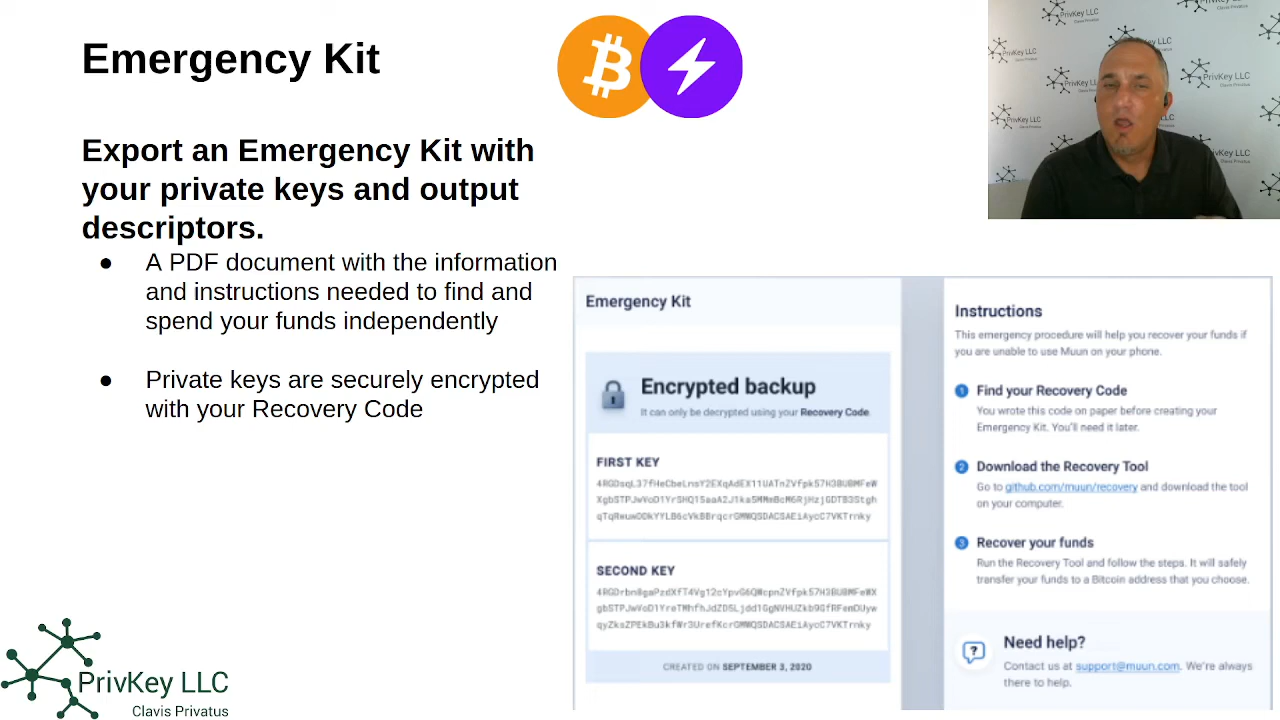 Emergency Kit
Export an Emergency Kit with
your private keys and output
descriptors.
● A PDF document with the information
and instructions needed to find and
spend your funds independently
● Private keys are securely encrypted
with your Recovery Code
PrivKey LLC
Clavis Privatus
Emergency Kit
Encrypted backup
It can only be decrypted using your Recovery Code.
FIRST KEY
SECOND KEY
CREATED ON SEPTEMBER 3, 2020
Instructions
This emergency procedure will help you recover your funds if
you are unable to use Muun on your phone.
1 Find your Recovery Code
You wrote this code on paper before creating your
Emergency Kit. You'll need it later.
2 Download the Recovery Tool
Go to github.com/muun/recovery and download the tool
on your computer.
3 Recover your funds
Run the Recovery Tool and follow the steps. It will safely
transfer your funds to a Bitcoin address that you choose.
? Need help?
Contact us at support@muun.com. We're always
there to help.
PrivKey LLC
Clavis Privatus